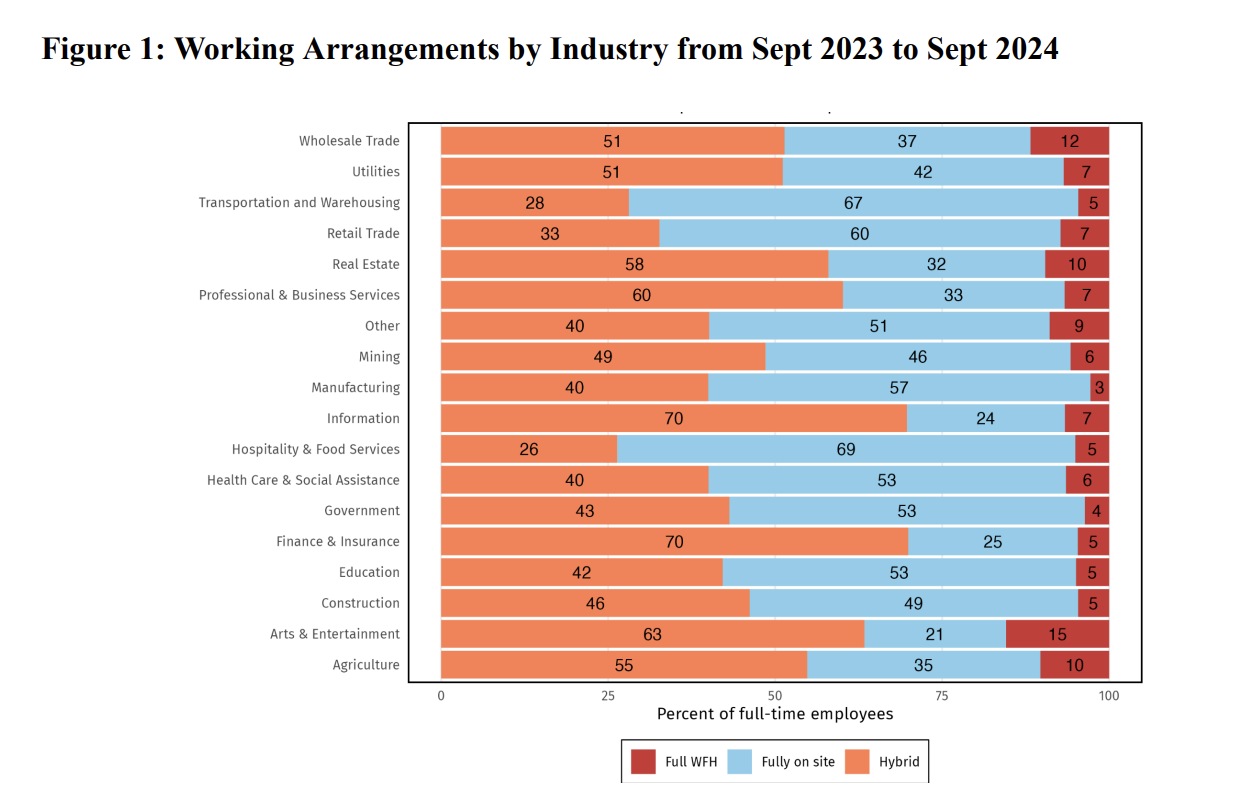 Figure 1: Working Arrangements by Industry from Sept 2023 to Sept 2024
Wholesale Trade 51 37 12
Utilities 51 42 7
Transportation and Warehousing 28 67 5
Retail Trade 33 60 7
Real Estate 58 32 10
Professional & Business Services 60 33 7
Other 40 51 9
Mining 49 46 6
Manufacturing 40 57 3
Information 70 24 7
Hospitality & Food Services 26 69 5
Health Care & Social Assistance 40 53 6
Government 43 53 4
Finance & Insurance 70 25 5
Education 42 53 5
Construction 46 49 5
Arts & Entertainment 63 21 15
Agriculture 55 35 10
0 25 50 75 100
Percent of full-time employees
Full WFH Fully on site Hybrid